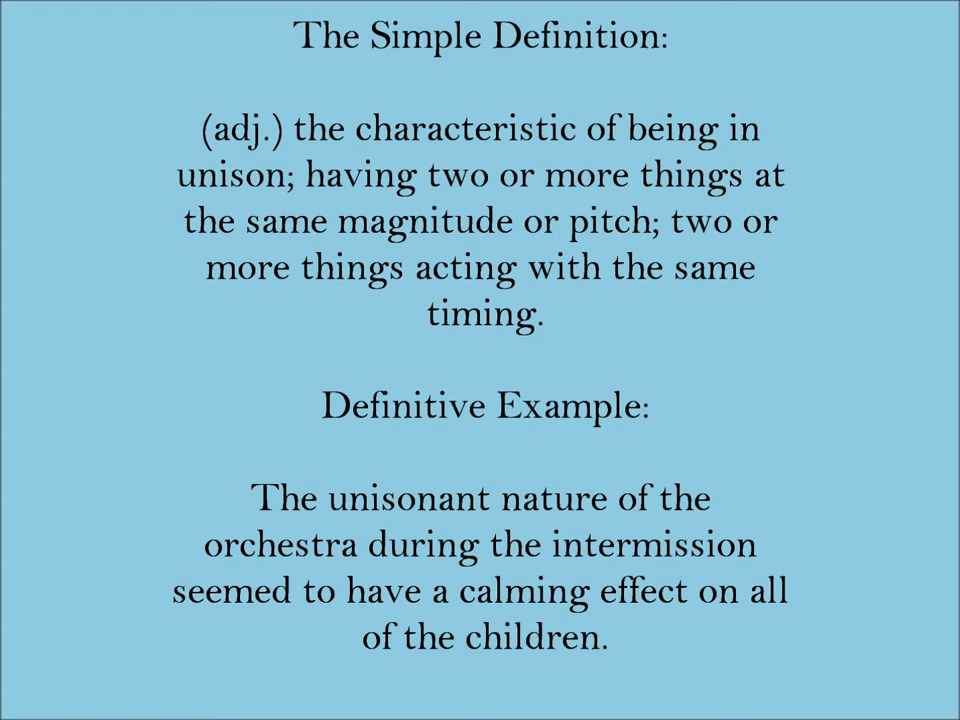 The Simple Definition:
(adj.) the characteristic of being in
unison; having two or more things at
the same magnitude or pitch; two or
more things acting with the same
timing.
Definitive Example:
The unisonant nature of the
orchestra during the intermission
seemed to have a calming effect on all
of the children.